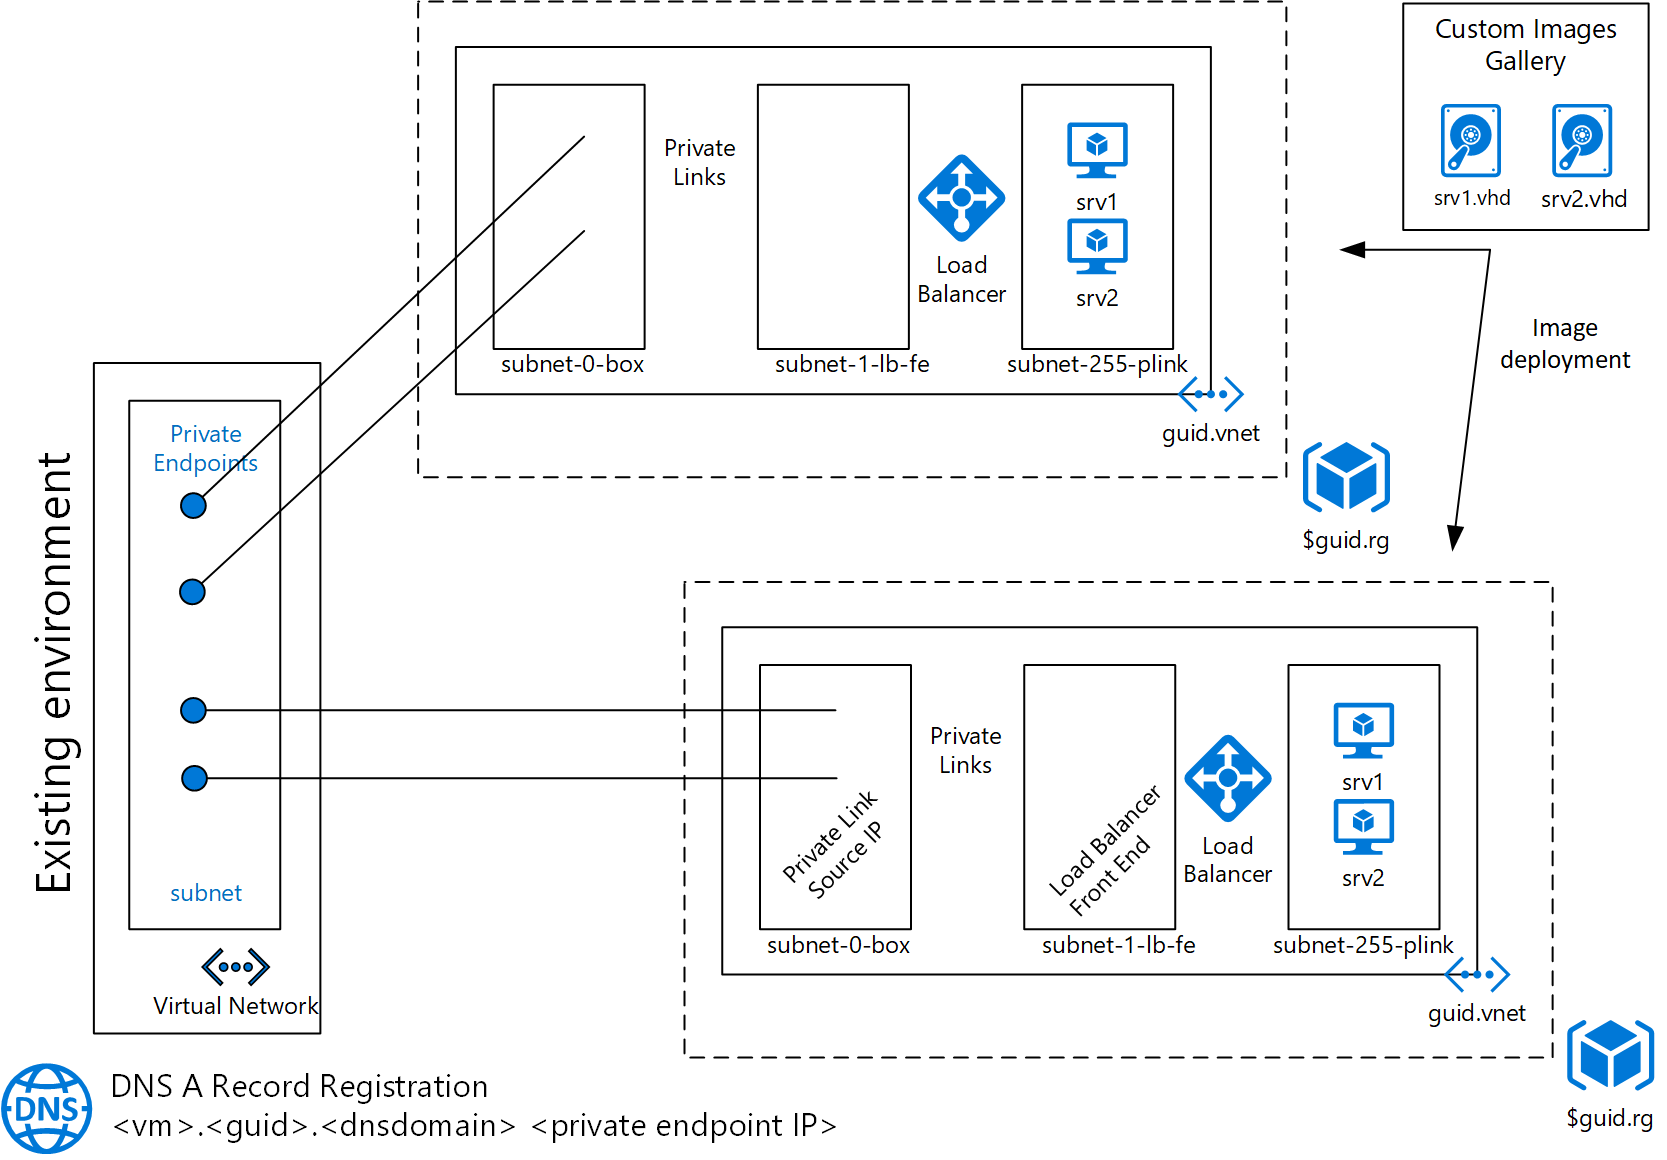 Custom Images
Gallery
srv1.vhd
srv2.vhd
Private
Links
Load
Balancer
srv1
srv2
subnet-0-box
subnet-1-lb-fe
subnet-255-plink
guid.vnet
$guid.rg
Image
deployment
Existing environment
Private
Endpoints
subnet
Virtual Network
Private
Links
Private Link
Source IP
Load Balancer
Front End
Load
Balancer
srv1
srv2
subnet-0-box
subnet-1-lb-fe
subnet-255-plink
guid.vnet
$guid.rg
DNS
DNS A Record Registration
<vm>.<guid>.<dnsdomain> <private endpoint IP>